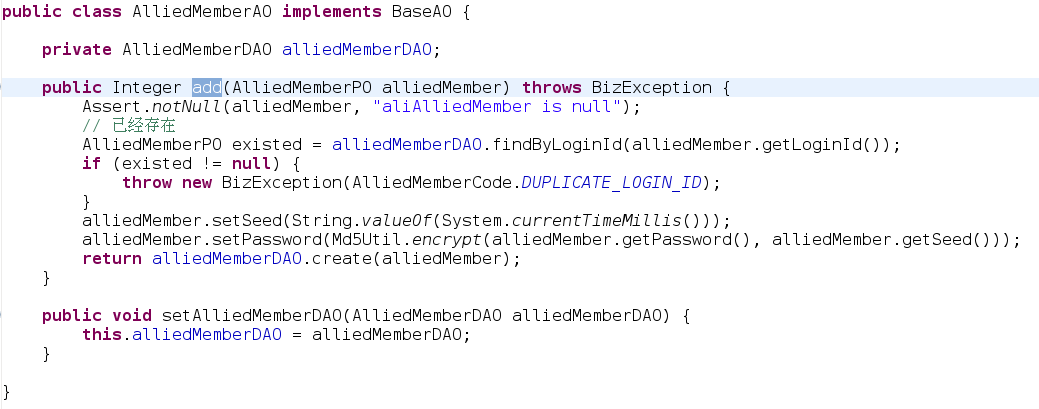 public class AlliedMemberAO implements BaseAO {
private AlliedMemberDAO alliedMemberDAO;
public Integer add(AlliedMemberPO alliedMember) throws BizException {
Assert.notNull(alliedMember, "aliAlliedMember is null");
// 已经存在
AlliedMemberPO existed = alliedMemberDAO.findByLoginId(alliedMember.getLoginId());
if (existed != null) {
throw new BizException(AlliedMemberCode.DUPLICATE_LOGIN_ID);
}
alliedMember.setSeed(String.valueOf(System.currentTimeMillis()));
alliedMember.setPassword(Md5Util.encrypt(alliedMember.getPassword(), alliedMember.getSeed()));
return alliedMemberDAO.create(alliedMember);
}
public void setAlliedMemberDAO(AlliedMemberDAO alliedMemberDAO) {
this.alliedMemberDAO = alliedMemberDAO;
}
}